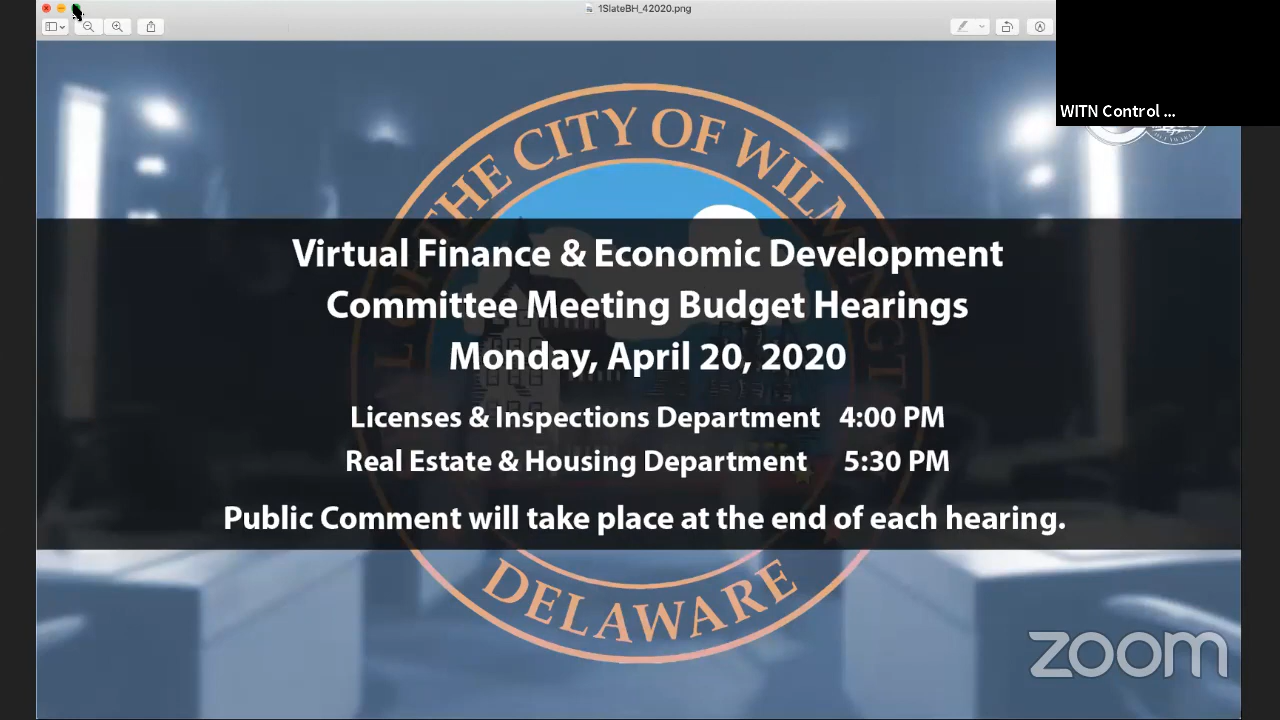 1SlateBH_42020.png
WITN Control ...
THE CITY OF WILM
Virtual Finance & Economic Development
Committee Meeting Budget Hearings
Monday, April 20, 2020
Licenses & Inspections Department 4:00 PM
Real Estate & Housing Department 5:30 PM
Public Comment will take place at the end of each hearing.
DELAWARE
zoom